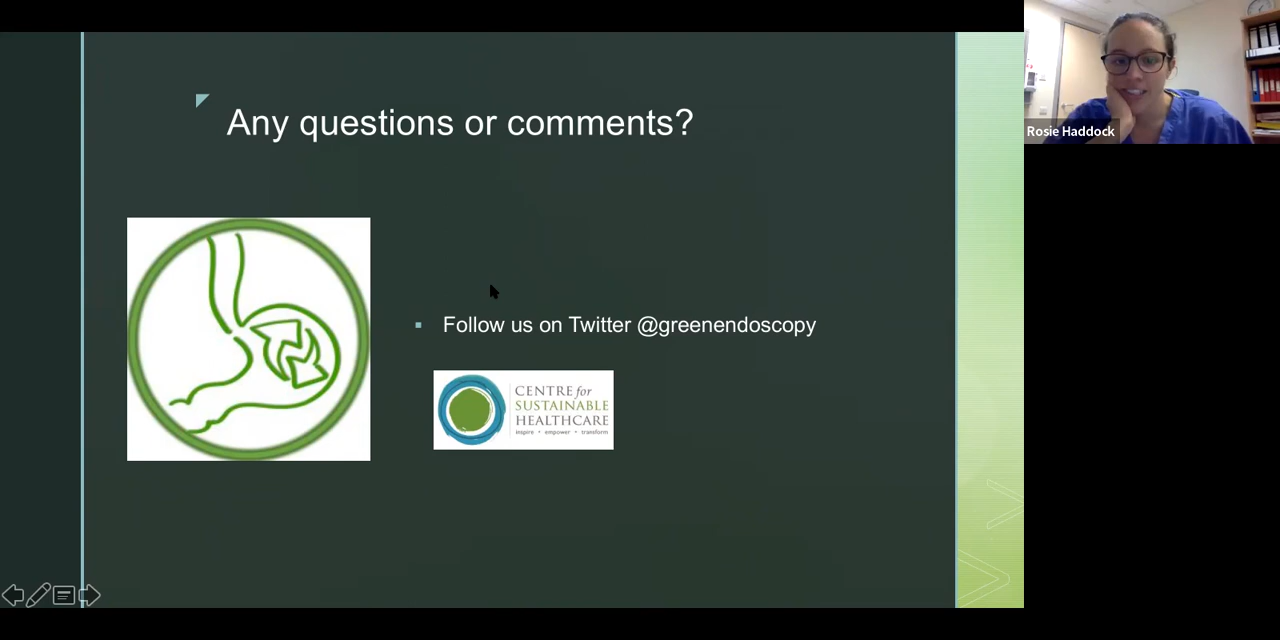 Any questions or comments?
Rosie Haddock
Follow us on Twitter @greenendoscopy
CENTRE for
SUSTAINABLE
HEALTHCARE
inspire • empower • transform